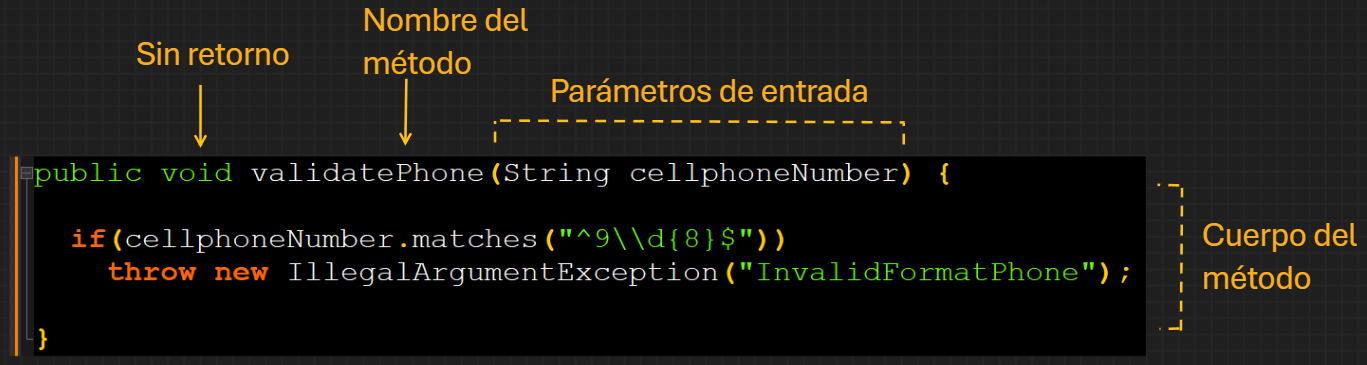 Sin retorno
Nombre del
método
Parámetros de entrada
public void validatePhone(String cellphoneNumber) {
if(cellphoneNumber.matches("^9\\d{8}$"))
throw new IllegalArgumentException("InvalidFormatPhone");
}
Cuerpo del
método